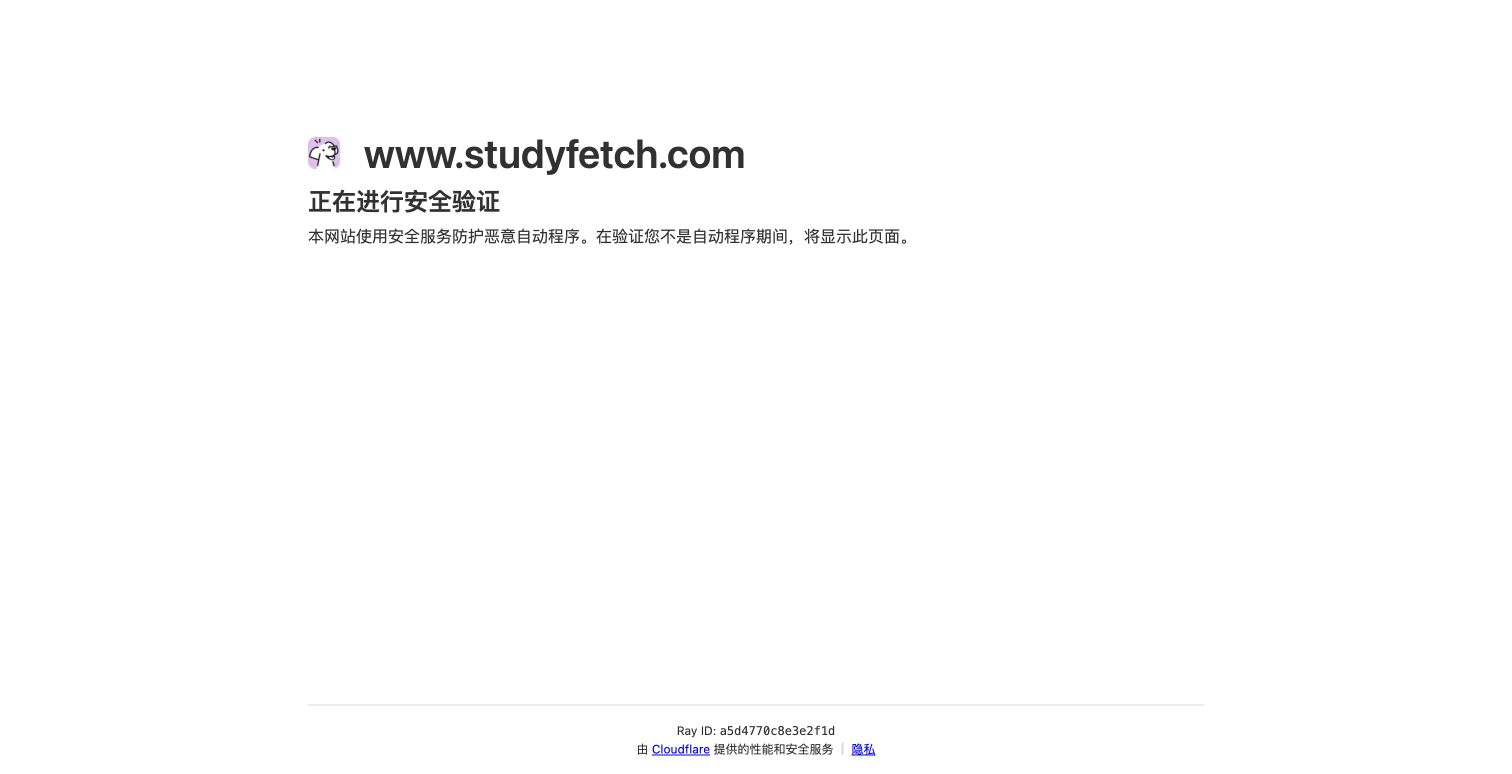 www.studyfetch.com
正在进行安全验证
本网站使用安全服务防护恶意自动程序。在验证您不是自动程序期间，将显示此页面。
Ray ID: a5d4770c8e3e2f1d
由 Cloudflare 提供的性能和安全服务 | 隐私